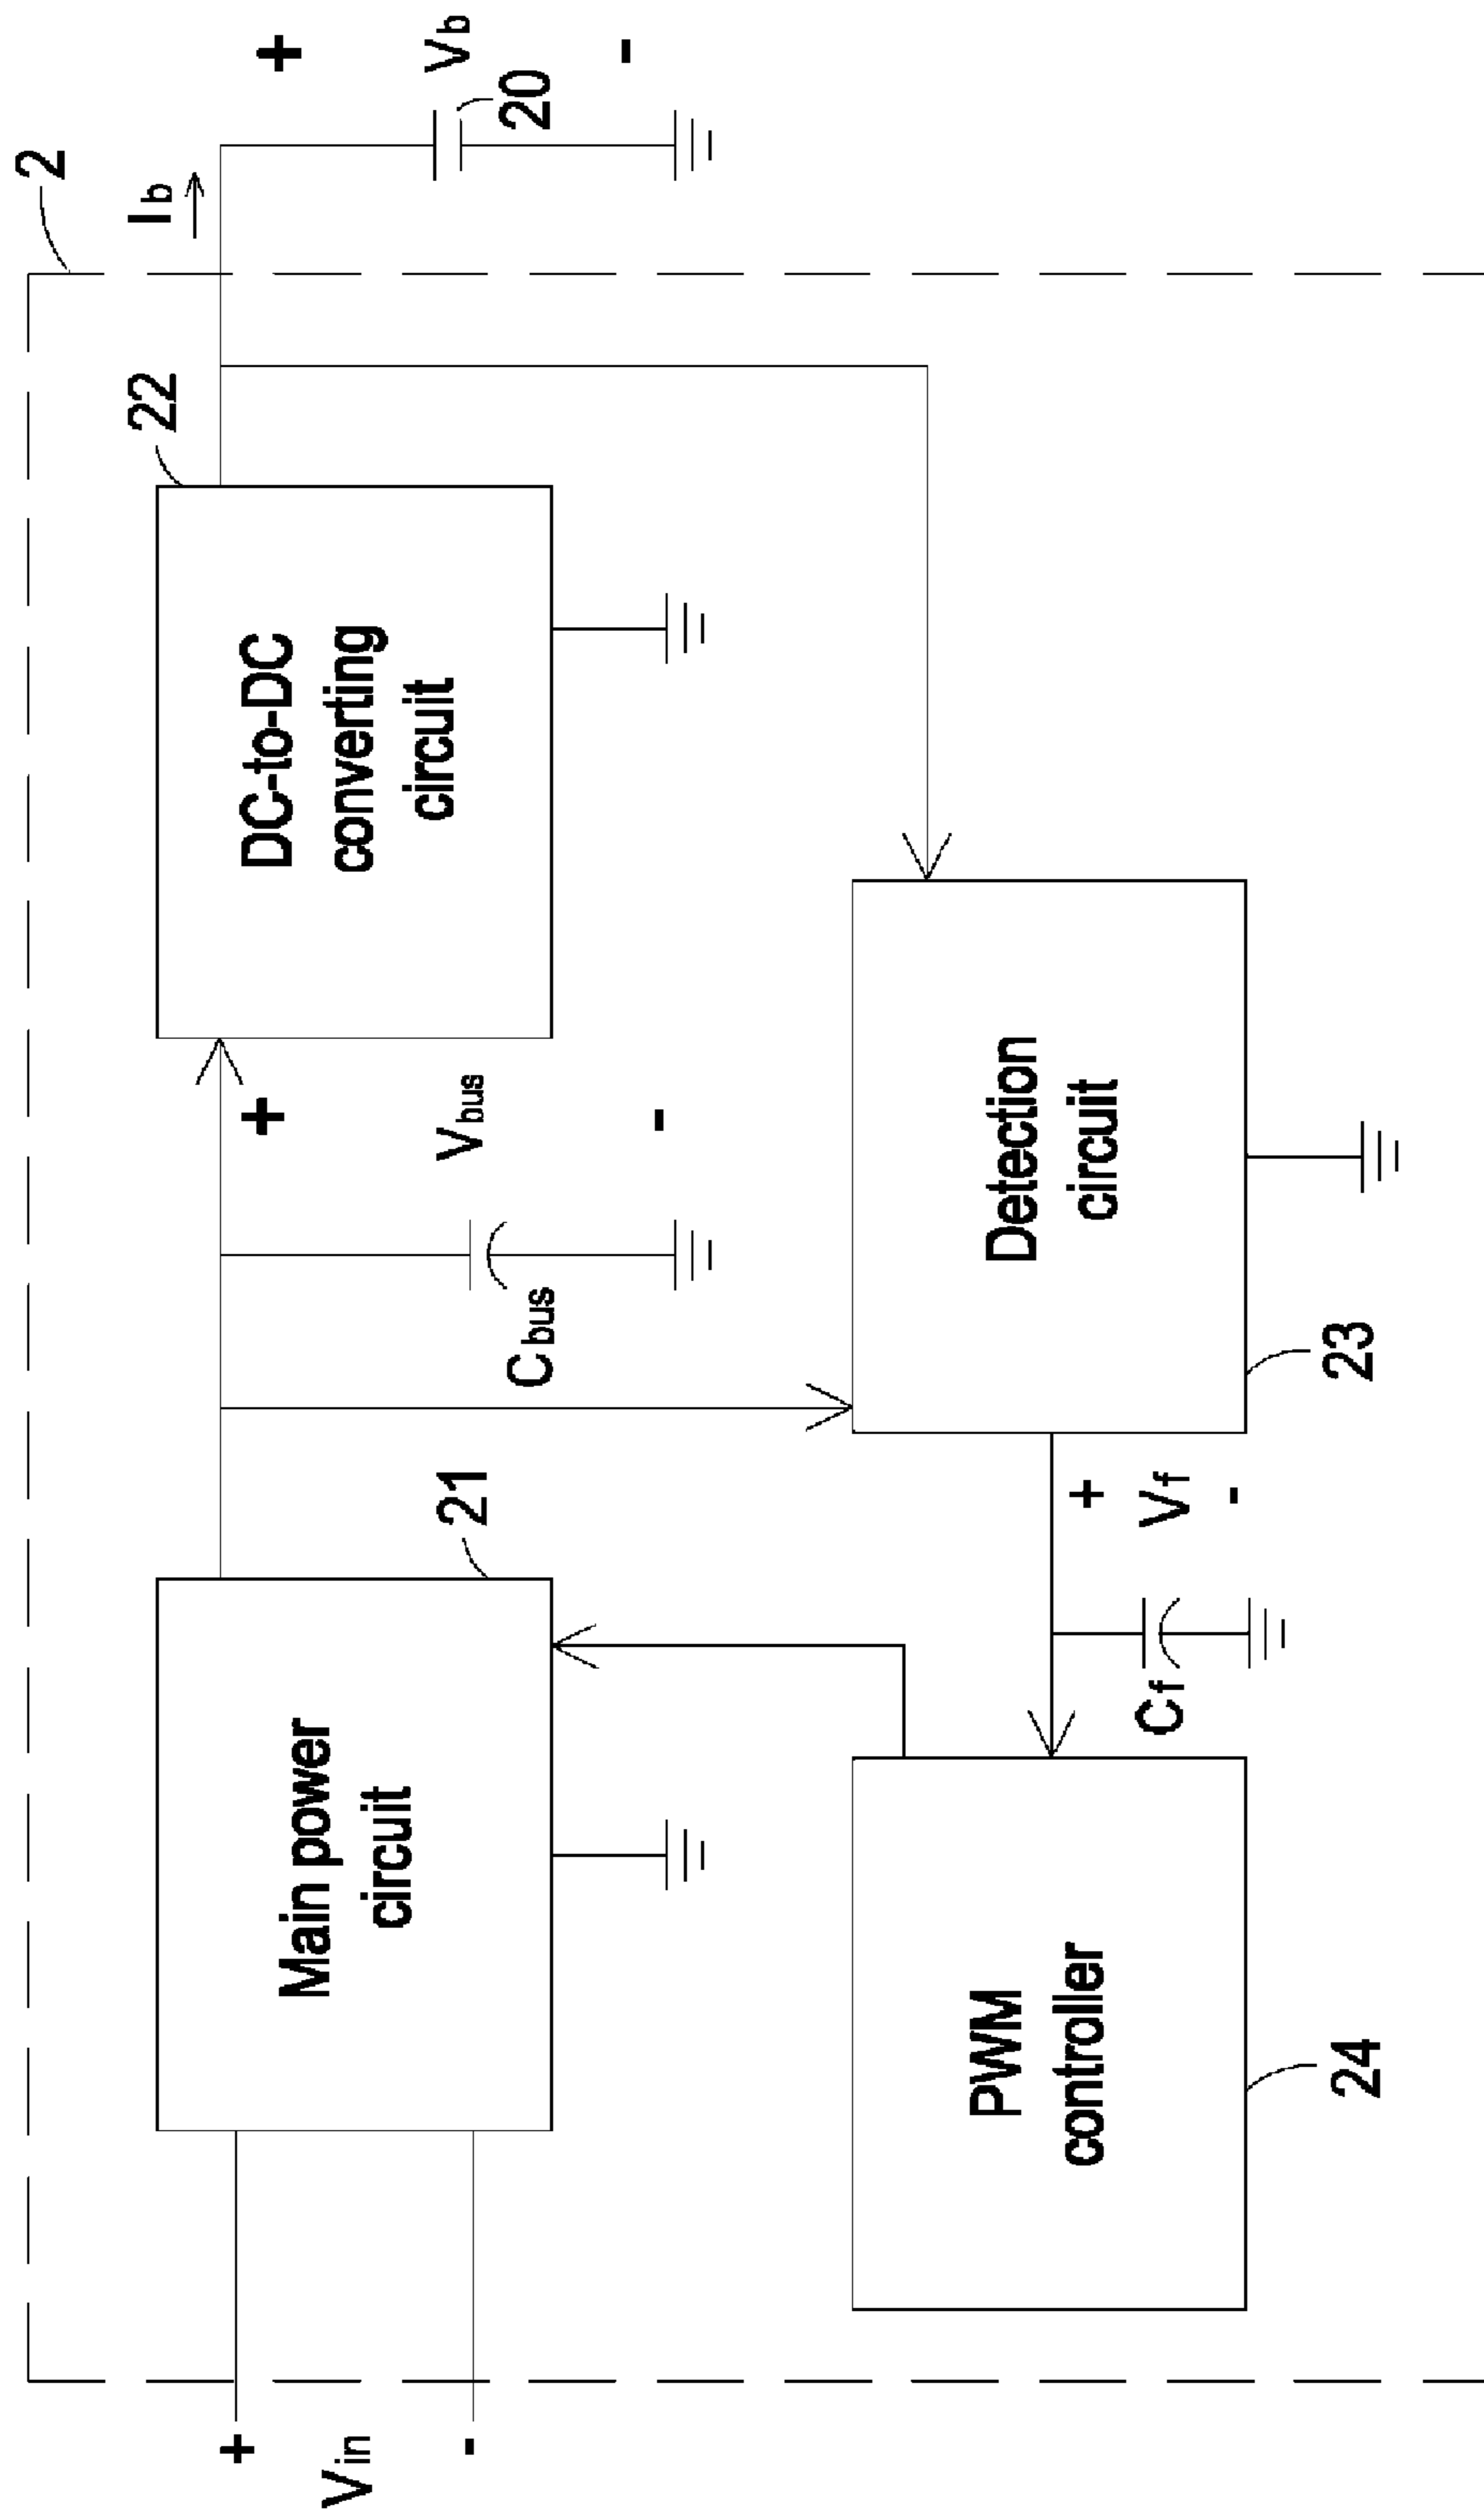 2
Ib
+
Vb
20
-
22
DC-to-DC
converting
circuit
+
Vbus
-
Cbus
21
Main power
circuit
+
Vin
-
Detection
circuit
23
+
Vf
-
Cf
PWM
controller
24